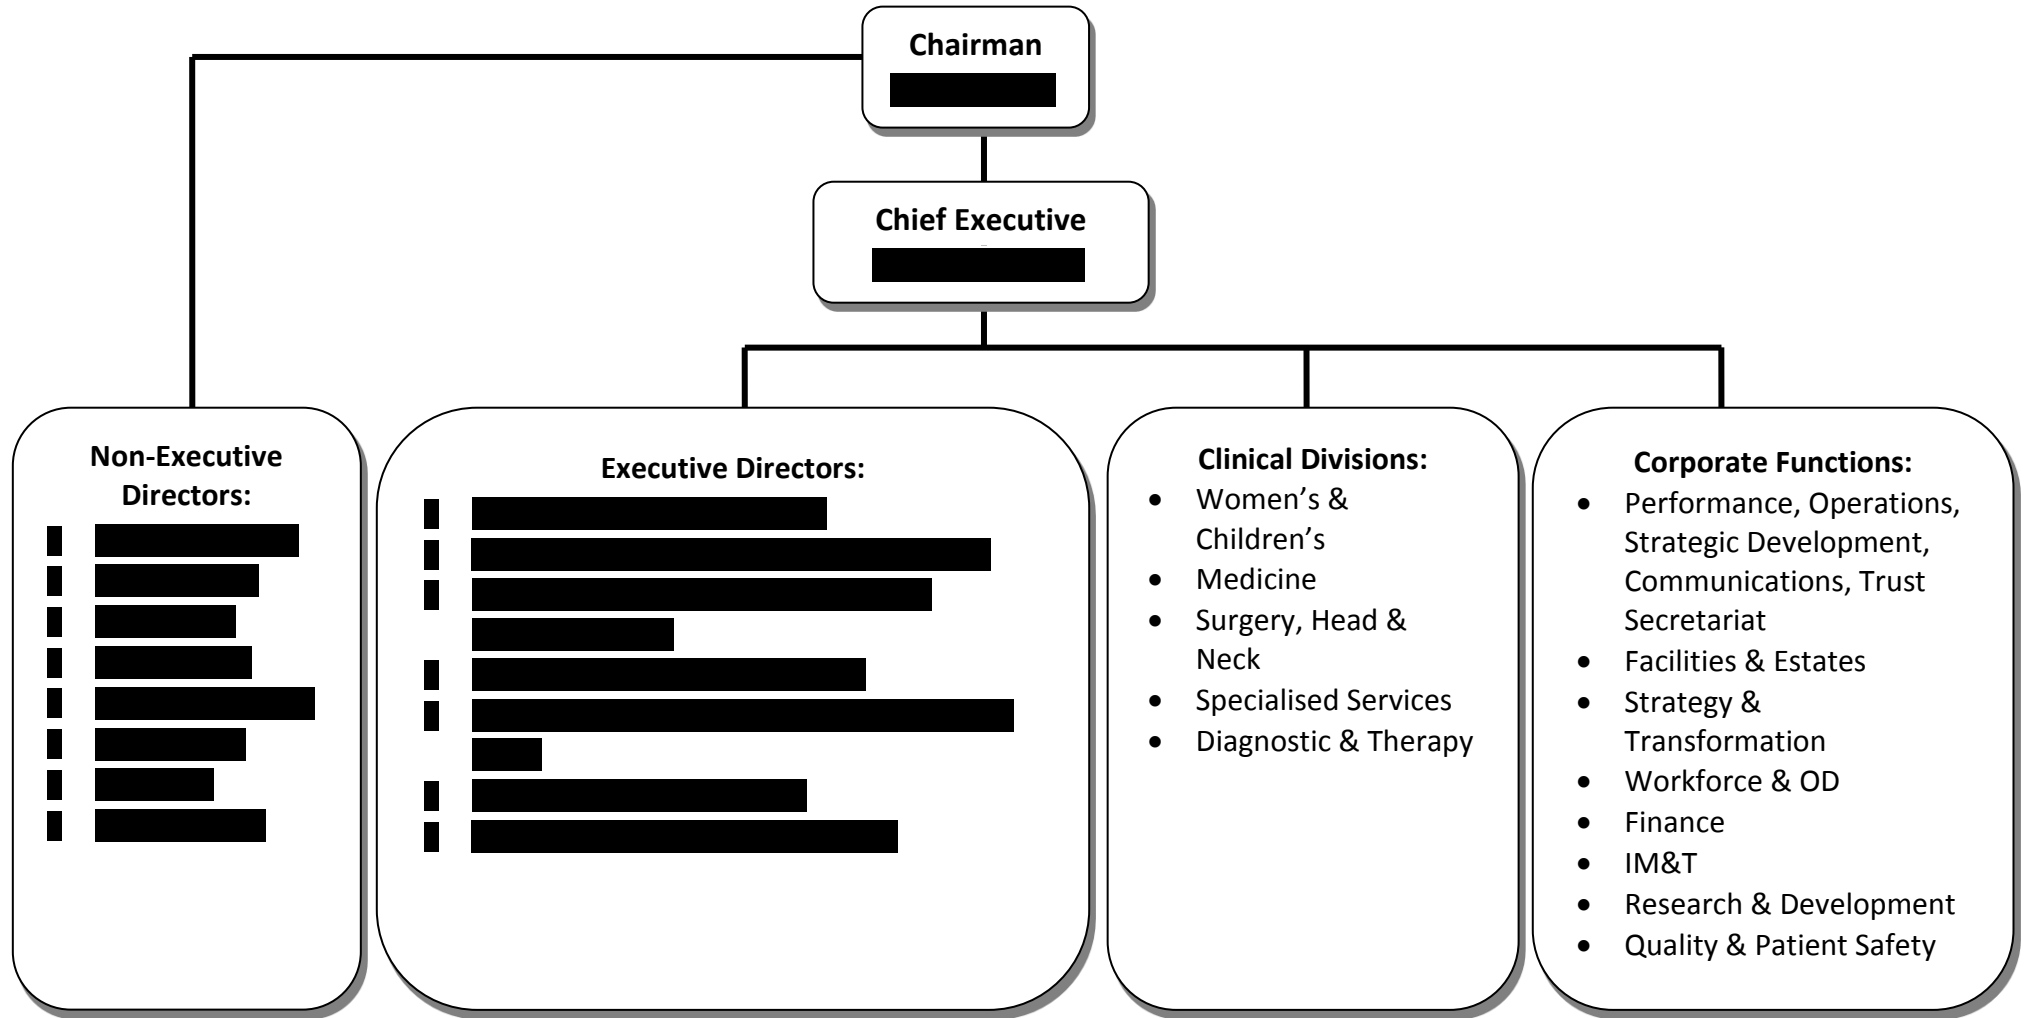 Chairman
Chief Executive
Non-Executive
Directors:
Executive Directors:
Clinical Divisions:
• Women’s &
Children’s
• Medicine
• Surgery, Head &
Neck
• Specialised Services
• Diagnostic & Therapy
Corporate Functions:
• Performance, Operations,
Strategic Development,
Communications, Trust
Secretariat
• Facilities & Estates
• Strategy &
Transformation
• Workforce & OD
• Finance
• IM&T
• Research & Development
• Quality & Patient Safety